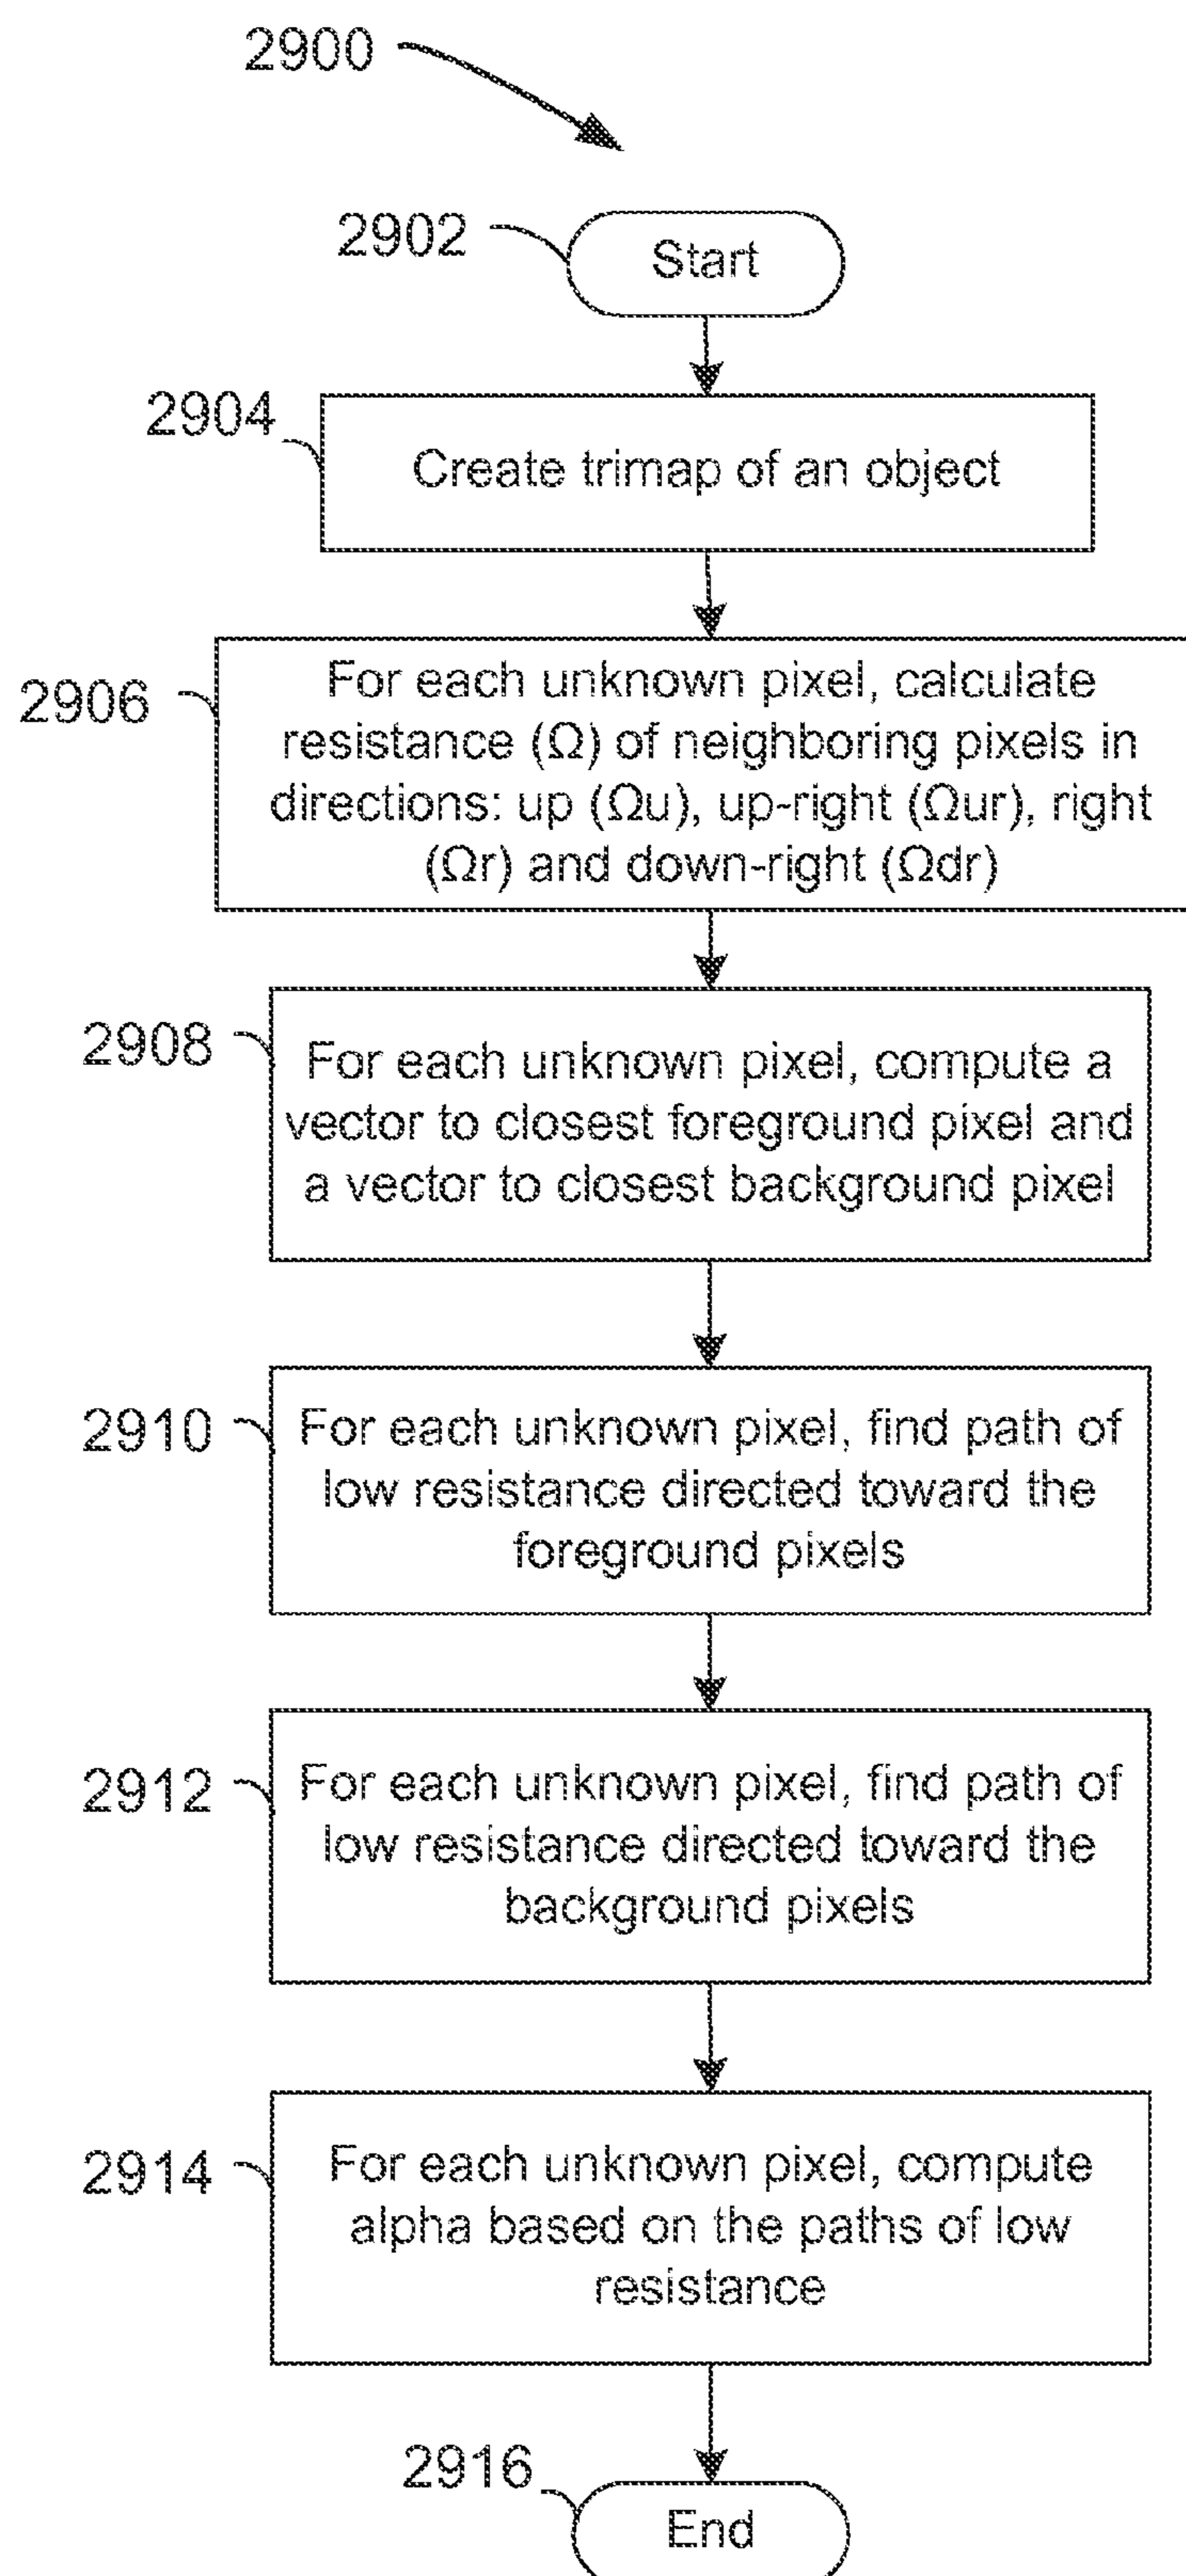 2900
2902
Start
2904
Create trimap of an object
2906
For each unknown pixel, calculate
resistance (Ω) of neighboring pixels in
directions: up (Ωu), up-right (Ωur), right
(Ωr) and down-right (Ωdr)
2908
For each unknown pixel, compute a
vector to closest foreground pixel and
a vector to closest background pixel
2910
For each unknown pixel, find path of
low resistance directed toward the
foreground pixels
2912
For each unknown pixel, find path of
low resistance directed toward the
background pixels
2914
For each unknown pixel, compute
alpha based on the paths of low
resistance
2916
End